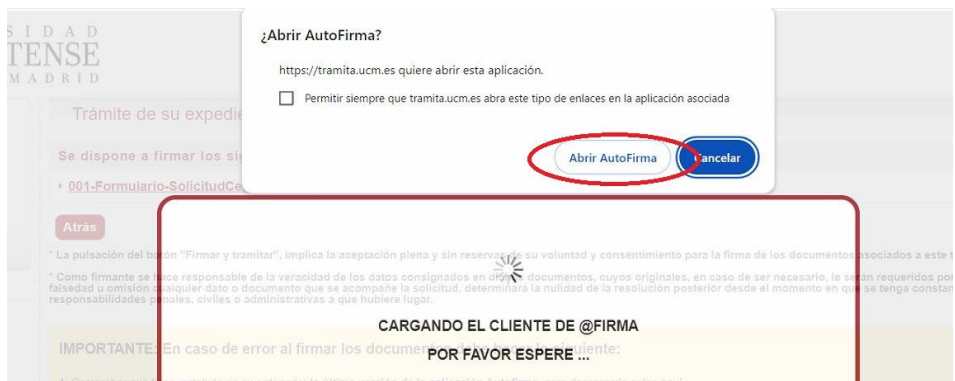 SIDAD
TENSE
MADRID
¿Abrir AutoFirma?
https://tramita.ucm.es quiere abrir esta aplicación.
Permitir siempre que tramita.ucm.es abra este tipo de enlaces en la aplicación asociada
Abrir AutoFirma
Cancelar
Trámite de su expedie
Se dispone a firmar los si
001-Formulario-SolicitudCe
Atrás
* La pulsación del botón "Firmar y tramitar", implica la aceptación plena y sin reservas de su voluntad y consentimiento para la firma de los documentos asociados a este t
* Como firmante se hace responsable de la veracidad de los datos consignados en documentos, cuyos originales, en caso de ser necesario, le serán requeridos por
falsedad u omisión cualquier dato o documento que se acompañe la solicitud, determinará la nulidad de la resolución posterior desde el momento en que se tenga constan
responsabilidades penales, civiles o administrativas a que hubiere lugar.
CARGANDO EL CLIENTE DE @FIRMA
IMPORTANTE: En caso de error al firmar los documentos siguiente:
POR FAVOR ESPERE ...